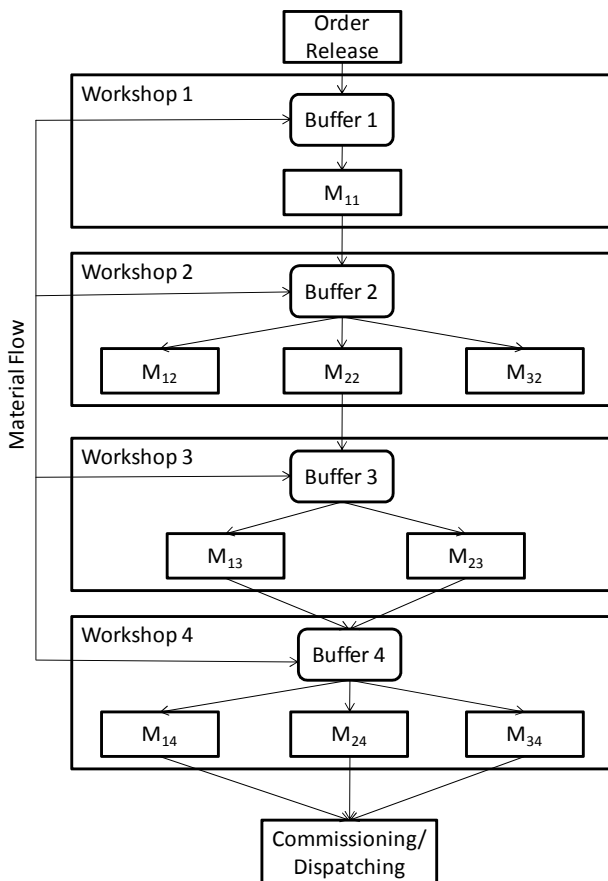 Order
Release
Workshop 1
Buffer 1
M₁₁
Workshop 2
Buffer 2
M₁₂
M₂₂
M₃₂
Material Flow
Workshop 3
Buffer 3
M₁₃
M₂₃
Workshop 4
Buffer 4
M₁₄
M₂₄
M₃₄
Commissioning/
Dispatching